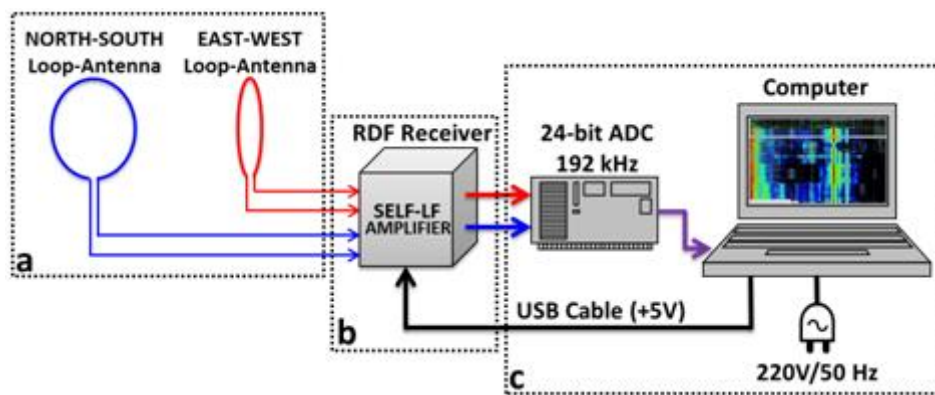 NORTH-SOUTH
Loop-Antenna
EAST-WEST
Loop-Antenna
a
RDF Receiver
SELF-LF
AMPLIFIER
b
24-bit ADC
192 kHz
Computer
USB Cable (+5V)
220V/50 Hz
c